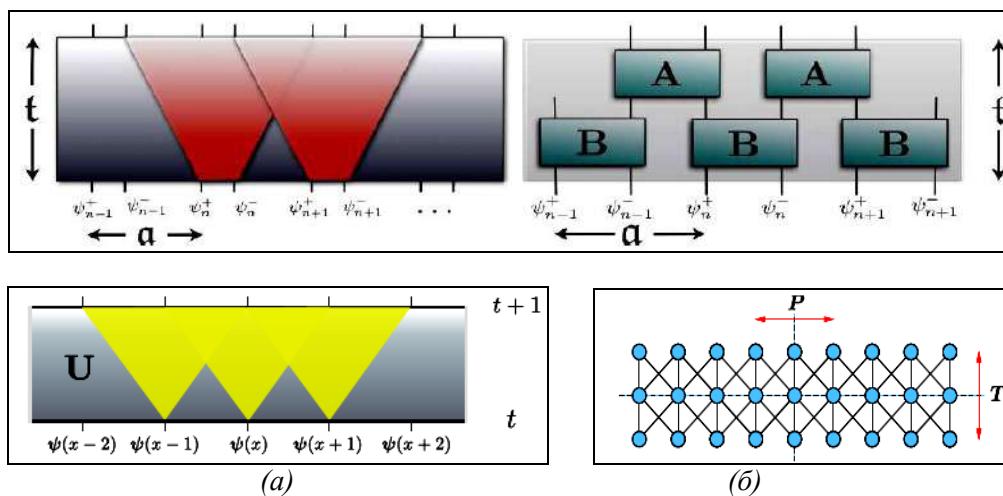 A A
t t
B B B
ψ⁺ₙ₋₁ ψ⁻ₙ₋₁ ψ⁺ₙ ψ⁻ₙ ψ⁺ₙ₊₁ ψ⁻ₙ₊₁ ... ψ⁺ₙ₋₁ ψ⁻ₙ₋₁ ψ⁺ₙ ψ⁻ₙ ψ⁺ₙ₊₁ ψ⁻ₙ₊₁
a a
t + 1
U
t
ψ(x−2) ψ(x−1) ψ(x) ψ(x+1) ψ(x+2)
P
T
(а) (б)